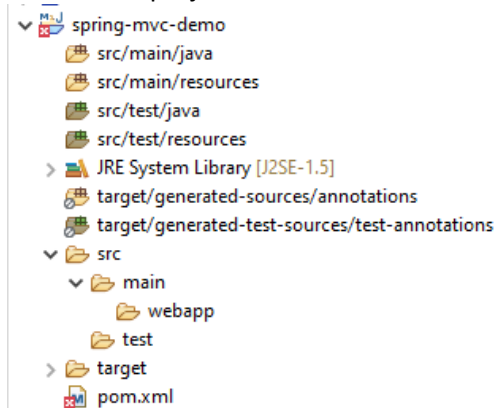 spring-mvc-demo
src/main/java
src/main/resources
src/test/java
src/test/resources
JRE System Library [J2SE-1.5]
target/generated-sources/annotations
target/generated-test-sources/test-annotations
src
main
webapp
test
target
pom.xml